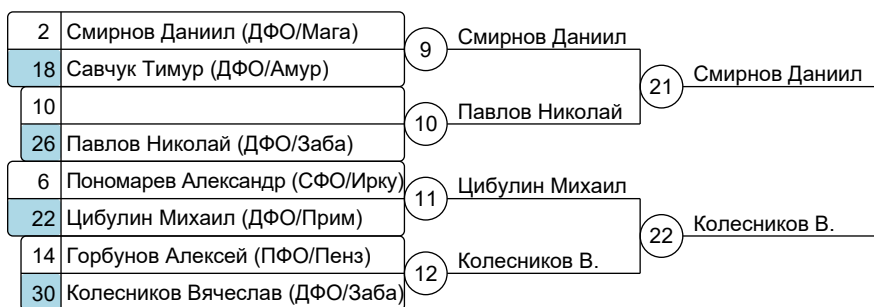 2 Смирнов Даниил (ДФО/Мага)
18 Савчук Тимур (ДФО/Амур)
9 Смирнов Даниил
21 Смирнов Даниил
10
26 Павлов Николай (ДФО/Заба)
10 Павлов Николай
6 Пономарев Александр (СФО/Ирку)
22 Цибулин Михаил (ДФО/Прим)
11 Цибулин Михаил
22 Колесников В.
14 Горбунов Алексей (ПФО/Пенз)
30 Колесников Вячеслав (ДФО/Заба)
12 Колесников В.